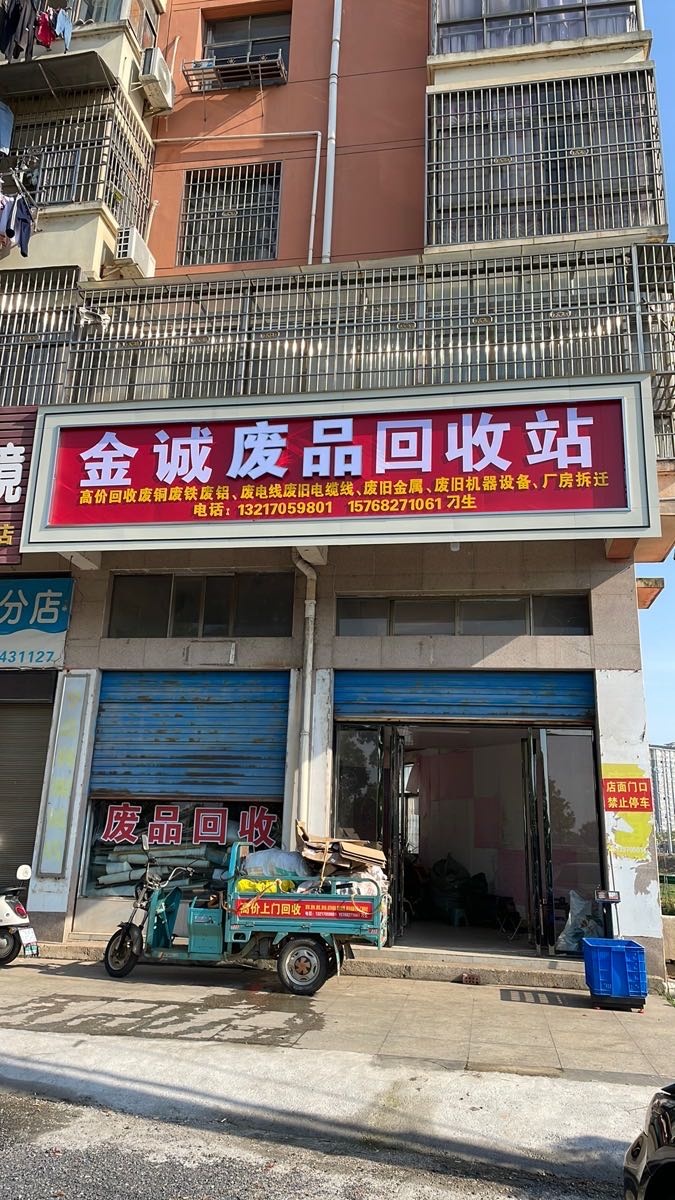 金诚废品回收站
高价回收废铜废铁废铝、废电线废旧电缆线、废旧金属、废旧机器设备、厂房拆迁
电话：13217059801 15768271061 刁生
镜
店
分店
431127
废品回收
高价上门回收
店面门口
禁止停车